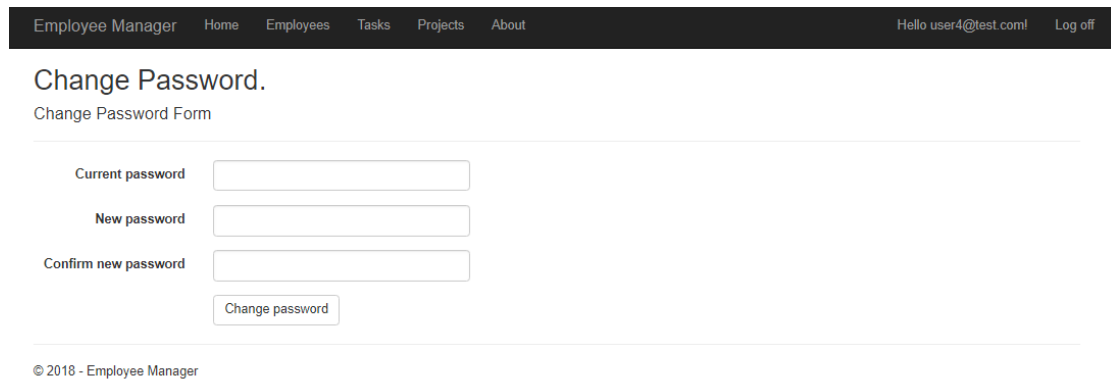 Employee Manager Home Employees Tasks Projects About Hello user4@test.com! Log off
Change Password.
Change Password Form
Current password
New password
Confirm new password
Change password
© 2018 - Employee Manager